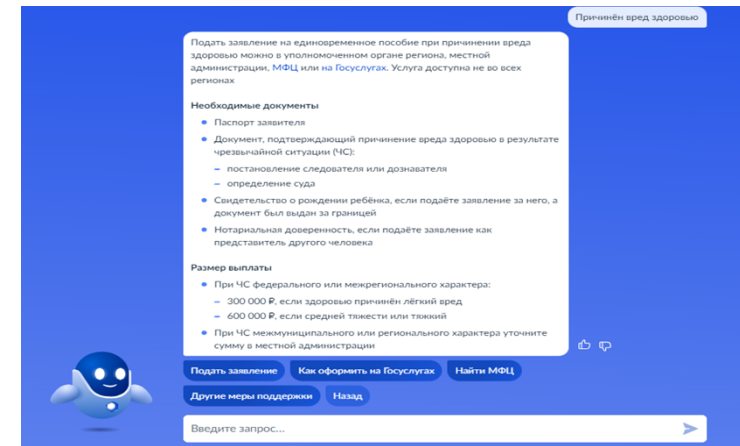 Причинён вред здоровью
Подать заявление на единовременное пособие при причинении вреда
здоровью можно в уполномоченном органе региона, местной
администрации, МФЦ или на Госуслугах. Услуга доступна не во всех
регионах
Необходимые документы
Паспорт заявителя
Документ, подтверждающий причинение вреда здоровью в результате
чрезвычайной ситуации (ЧС):
– постановление следователя или дознавателя
– определение суда
Свидетельство о рождении ребёнка, если подаёте заявление за него, а
документ был выдан за границей
Нотариальная доверенность, если подаёте заявление как
представитель другого человека
Размер выплаты
При ЧС федерального или межрегионального характера:
– 300 000 ₽, если здоровью причинён лёгкий вред
– 600 000 ₽, если средней тяжести или тяжкий
При ЧС межмуниципального или регионального характера уточните
сумму в местной администрации
Подать заявление Как оформить на Госуслугах Найти МФЦ
Другие меры поддержки Назад
Введите запрос...